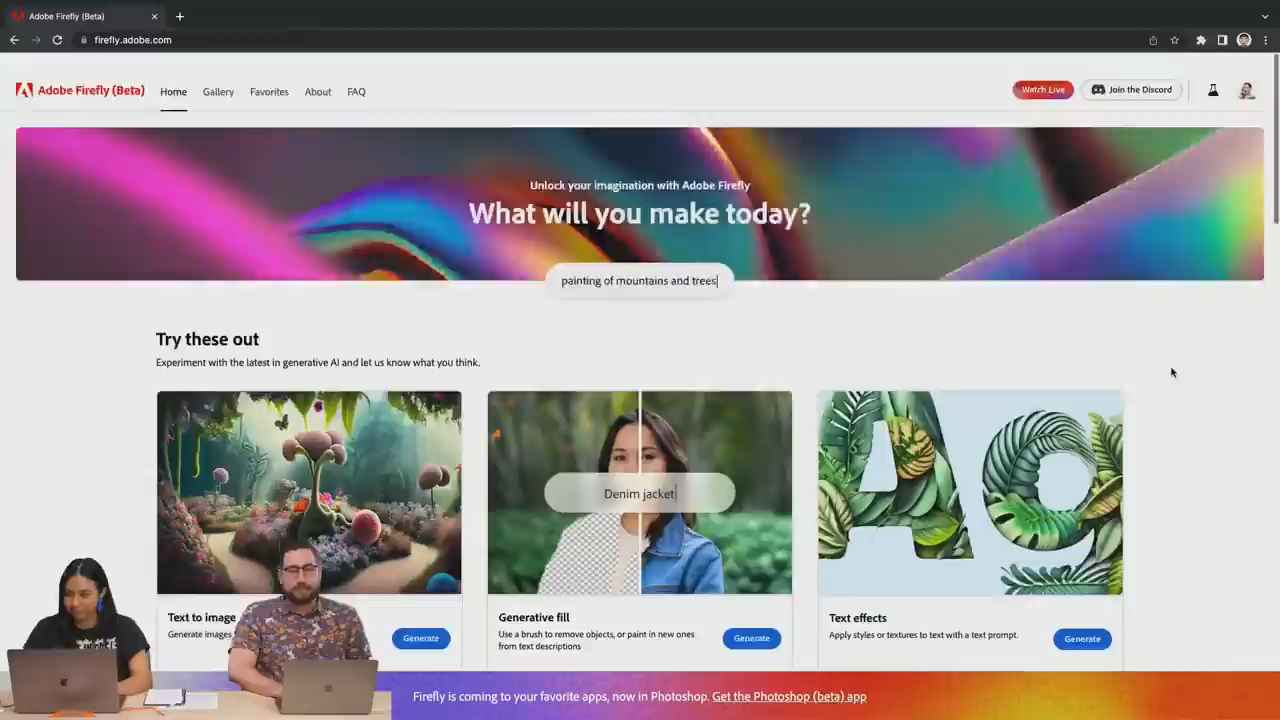 Adobe Firefly (Beta)
firefly.adobe.com
Adobe Firefly (Beta)
Home
Gallery
Favorites
About
FAQ
Watch Live
Join the Discord
Unlock your imagination with Adobe Firefly
What will you make today?
painting of mountains and trees
Try these out
Experiment with the latest in generative AI and let us know what you think.
Denim jacket
AO
Text to image
Generate images
Generate
Generative fill
Use a brush to remove objects, or paint in new ones
from text descriptions
Generate
Text effects
Apply styles or textures to text with a text prompt.
Generate
Firefly is coming to your favorite apps, now in Photoshop. Get the Photoshop (beta) app